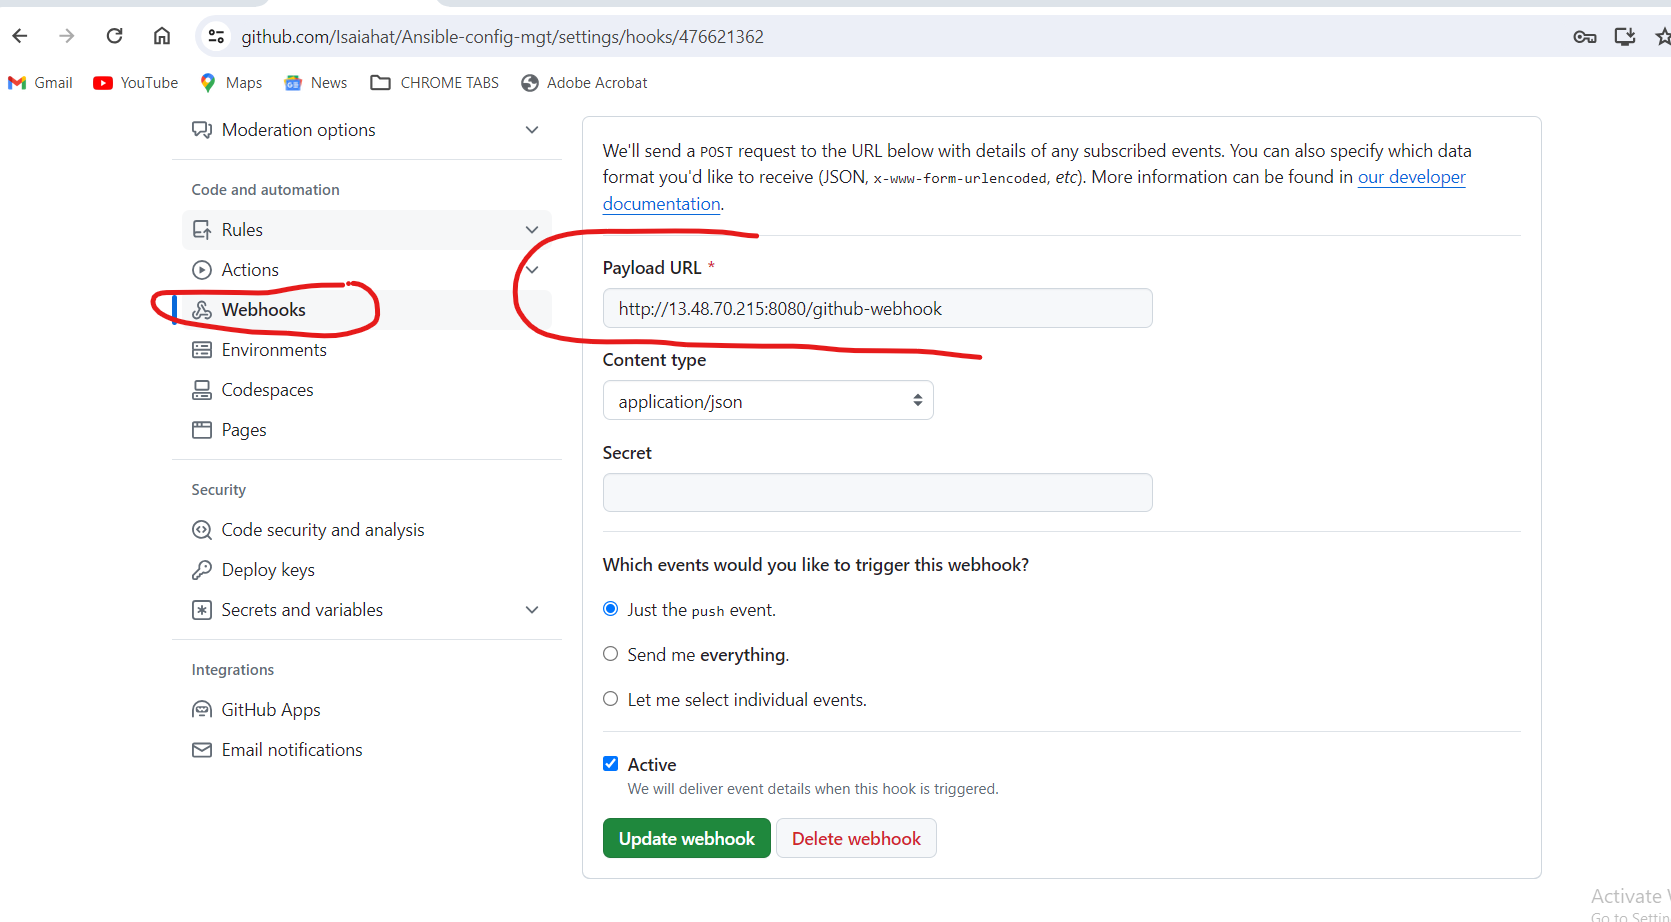 github.com/Isaiahat/Ansible-config-mgt/settings/hooks/476621362
Gmail YouTube Maps News CHROME TABS Adobe Acrobat
Moderation options
Code and automation
Rules
Actions
Webhooks
Environments
Codespaces
Pages
Security
Code security and analysis
Deploy keys
Secrets and variables
Integrations
GitHub Apps
Email notifications
We'll send a POST request to the URL below with details of any subscribed events. You can also specify which data
format you'd like to receive (JSON, x-www-form-urlencoded, etc). More information can be found in our developer
documentation.
Payload URL *
http://13.48.70.215:8080/github-webhook
Content type
application/json
Secret
Which events would you like to trigger this webhook?
Just the push event.
Send me everything.
Let me select individual events.
Active
We will deliver event details when this hook is triggered.
Update webhook Delete webhook
Activate
Go to